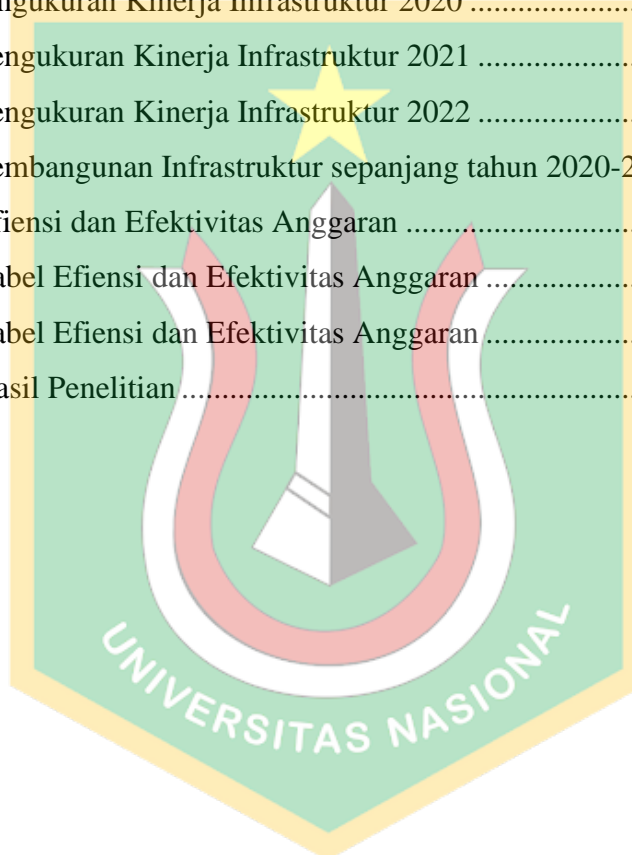 ngukuran Kinerja Infrastruktur 2020 ....................
engukuran Kinerja Infrastruktur 2021 ...................
engukuran Kinerja Infrastruktur 2022 ....................
embangunan Infrastruktur sepanjang tahun 2020-2
fiensi dan Efektivitas Anggaran .............................
abel Efiensi dan Efektivitas Anggaran ..................
abel Efiensi dan Efektivitas Anggaran ..................
asil Penelitian ..........................................................
UNIVERSITAS NASIONAL